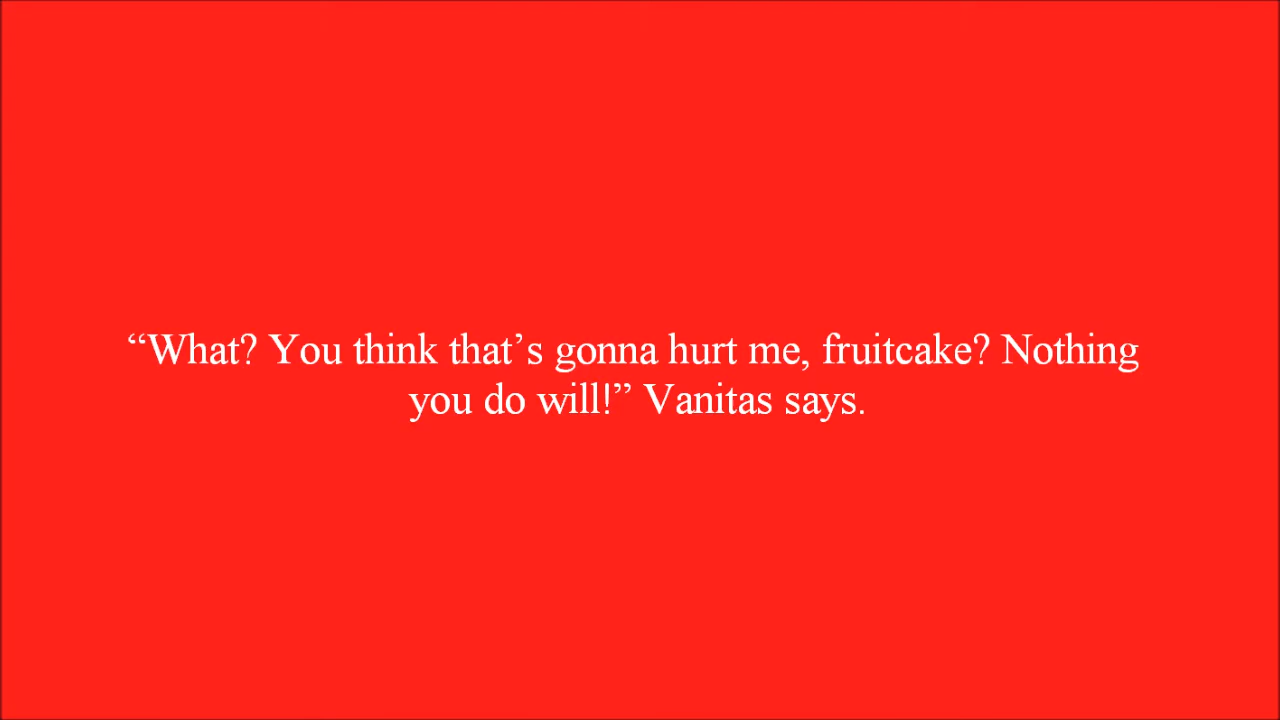 “What? You think that’s gonna hurt me, fruitcake? Nothing
you do will!” Vanitas says.